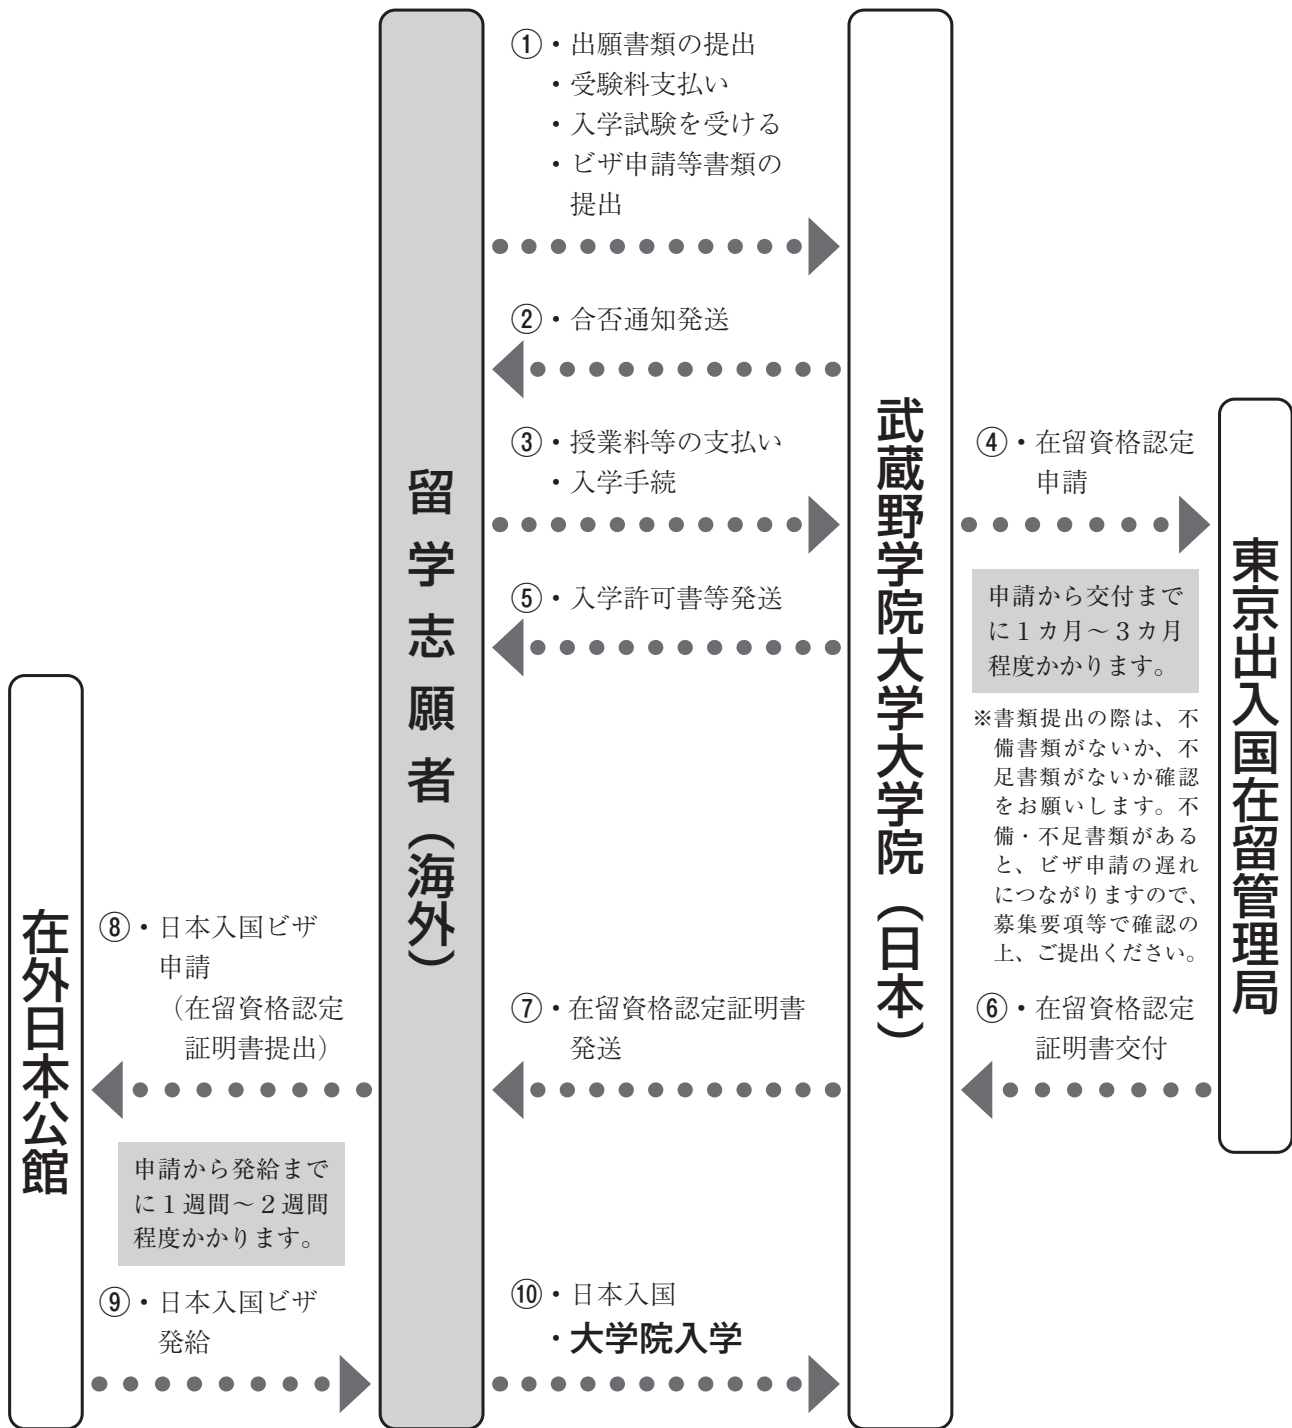 ①・出願書類の提出
・受験料支払い
・入学試験を受ける
・ビザ申請等書類の
提出
②・合否通知発送
③・授業料等の支払い
・入学手続
④・在留資格認定
申請
申請から交付まで
に１カ月～３カ月
程度かかります。
※書類提出の際は、不
備書類がないか、不
足書類がないか確認
をお願いします。不
備・不足書類がある
と、ビザ申請の遅れ
につながりますので、
募集要項等で確認の
上、ご提出ください。
⑤・入学許可書等発送
⑥・在留資格認定
証明書交付
⑦・在留資格認定証明書
発送
⑧・日本入国ビザ
申請
（在留資格認定
証明書提出）
申請から発給まで
に１週間～２週間
程度かかります。
⑨・日本入国ビザ
発給
⑩・日本入国
・大学院入学
在外日本公館
留学志願者（海外）
武蔵野学院大学大学院（日本）
東京出入国在留管理局